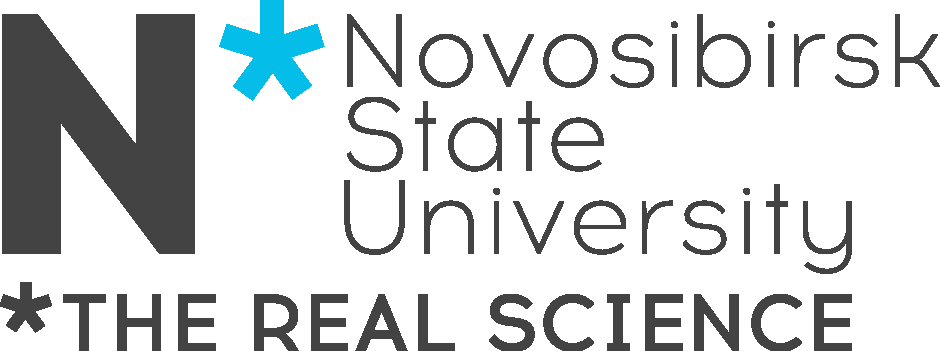 N*
Novosibirsk
State
University
*THE REAL SCIENCE